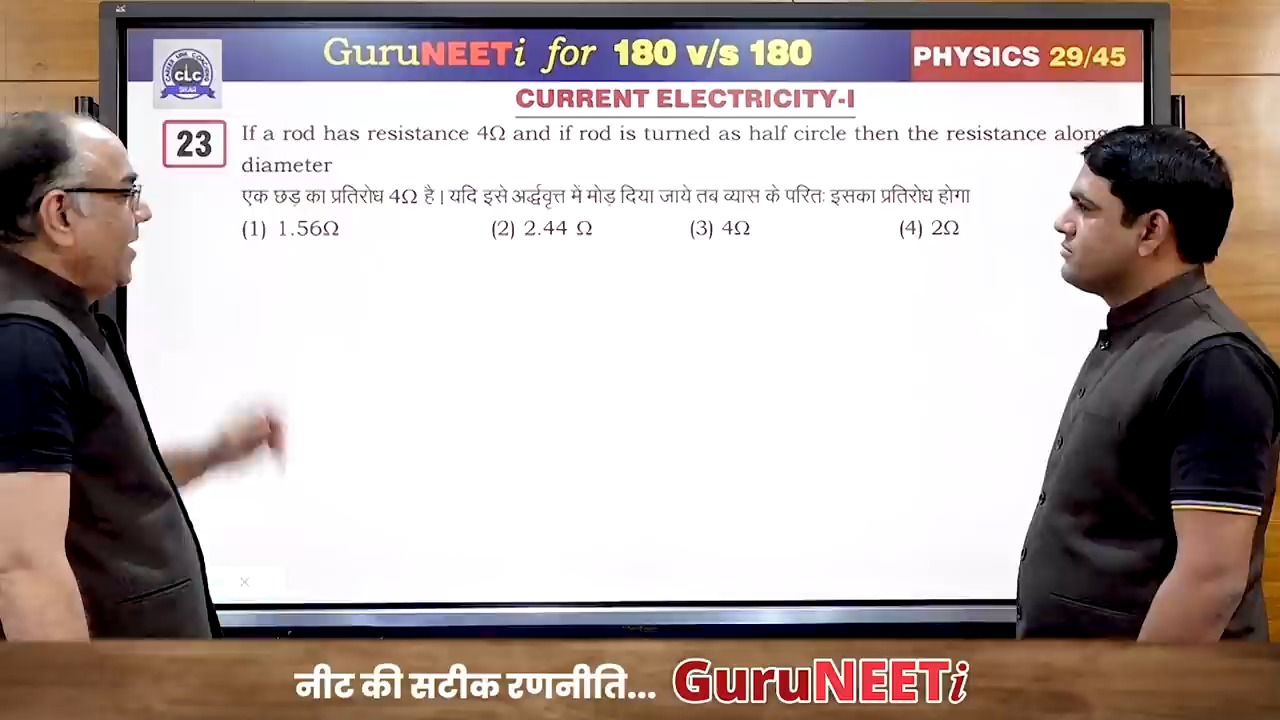 GuruNEETi for 180 v/s 180
PHYSICS 29/45
CLC
SIKAR
CURRENT ELECTRICITY-I
23
If a rod has resistance 4Ω and if rod is turned as half circle then the resistance along
diameter
एक छड़ का प्रतिरोध 4Ω है। यदि इसे अर्द्धवृत्त में मोड़ दिया जाये तब व्यास के परितः इसका प्रतिरोध होगा
(1) 1.56Ω (2) 2.44 Ω (3) 4Ω (4) 2Ω
नीट की सटीक रणनीति... GuruNEETi